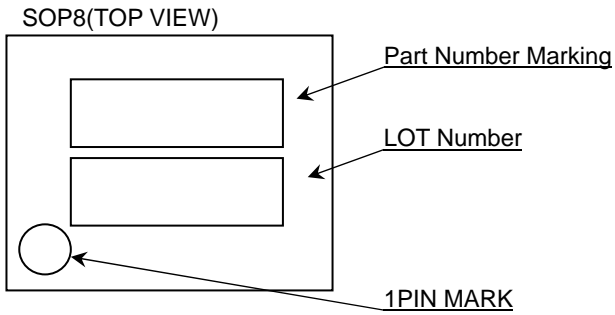 SOP8(TOP VIEW)
Part Number Marking
LOT Number
1PIN MARK